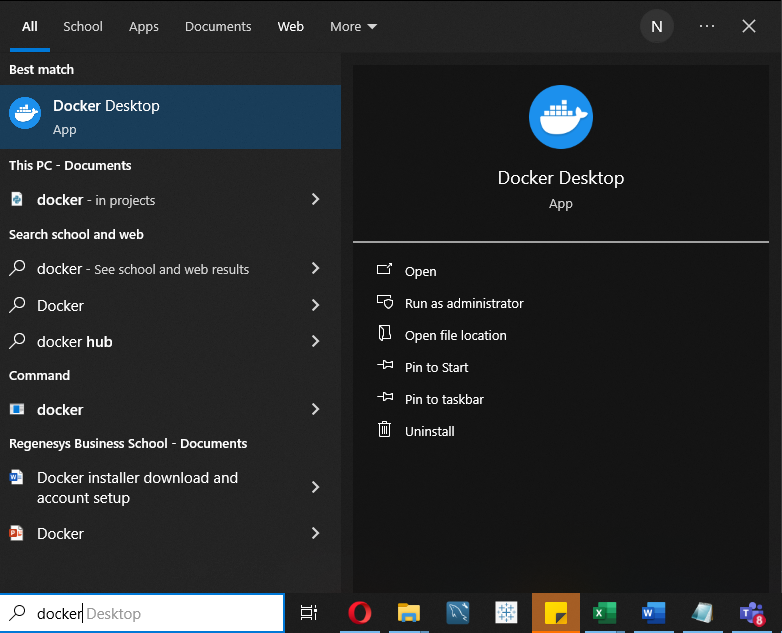 All School Apps Documents Web More N ...
Best match
Docker Desktop
App
This PC - Documents
docker - in projects
Search school and web
docker - See school and web results
Docker
docker hub
Command
docker
Regenesys Business School - Documents
Docker installer download and
account setup
Docker
Docker Desktop
App
Open
Run as administrator
Open file location
Pin to Start
Pin to taskbar
Uninstall
docker Desktop
8